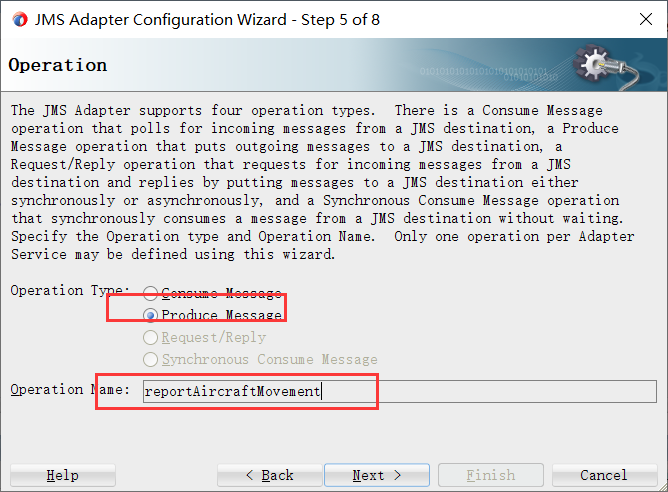 JMS Adapter Configuration Wizard - Step 5 of 8
Operation
The JMS Adapter supports four operation types. There is a Consume Message
operation that polls for incoming messages from a JMS destination, a Produce
Message operation that puts outgoing messages to a JMS destination, a
Request/Reply operation that requests for incoming messages from a JMS
destination and replies by putting messages to a JMS destination either
synchronously or asynchronously, and a Synchronous Consume Message operation
that synchronously consumes a message from a JMS destination without waiting.
Specify the Operation type and Operation Name. Only one operation per Adapter
Service may be defined using this wizard.
Operation Type: Consume Message
Produce Message
Request/Reply
Synchronous Consume Message
Operation Name: reportAircraftMovement
Help < Back Next > Finish Cancel